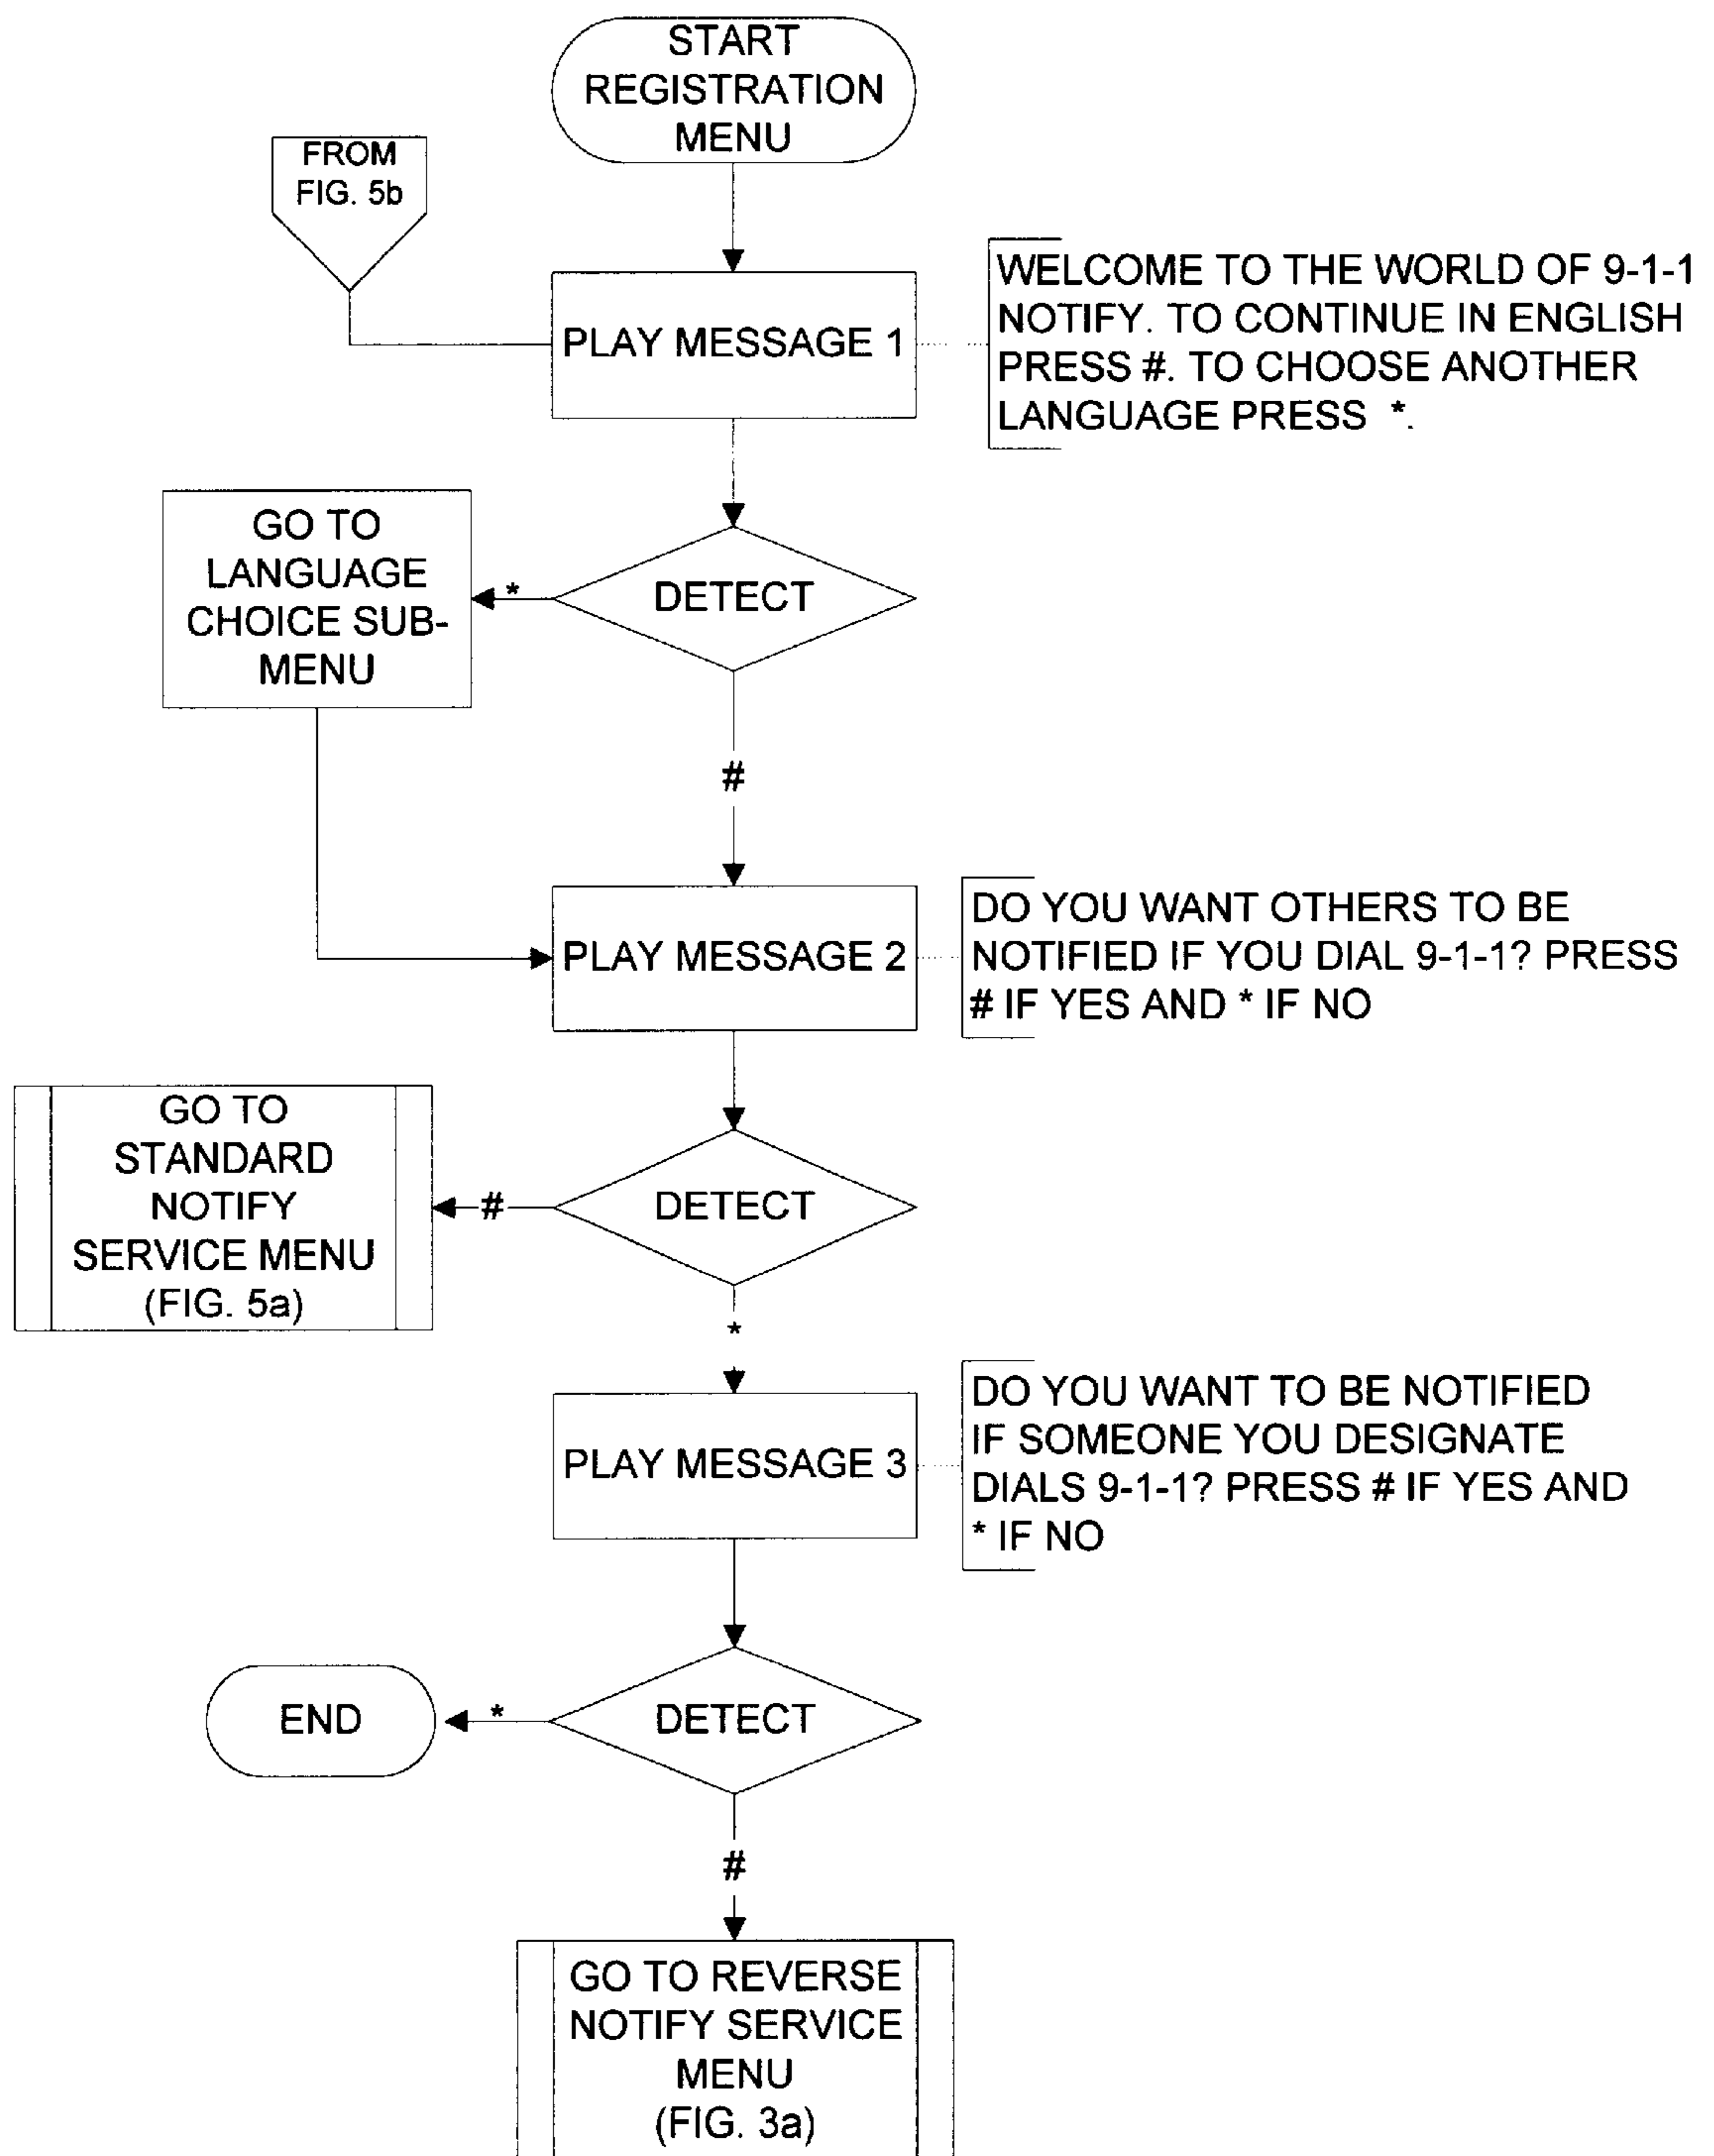 START
REGISTRATION
MENU
FROM
FIG. 5b
PLAY MESSAGE 1
WELCOME TO THE WORLD OF 9-1-1
NOTIFY. TO CONTINUE IN ENGLISH
PRESS #. TO CHOOSE ANOTHER
LANGUAGE PRESS *.
GO TO
LANGUAGE
CHOICE SUB-
MENU
*
DETECT
#
PLAY MESSAGE 2
DO YOU WANT OTHERS TO BE
NOTIFIED IF YOU DIAL 9-1-1? PRESS
# IF YES AND * IF NO
GO TO
STANDARD
NOTIFY
SERVICE MENU
(FIG. 5a)
#
DETECT
*
PLAY MESSAGE 3
DO YOU WANT TO BE NOTIFIED
IF SOMEONE YOU DESIGNATE
DIALS 9-1-1? PRESS # IF YES AND
* IF NO
END
*
DETECT
#
GO TO REVERSE
NOTIFY SERVICE
MENU
(FIG. 3a)